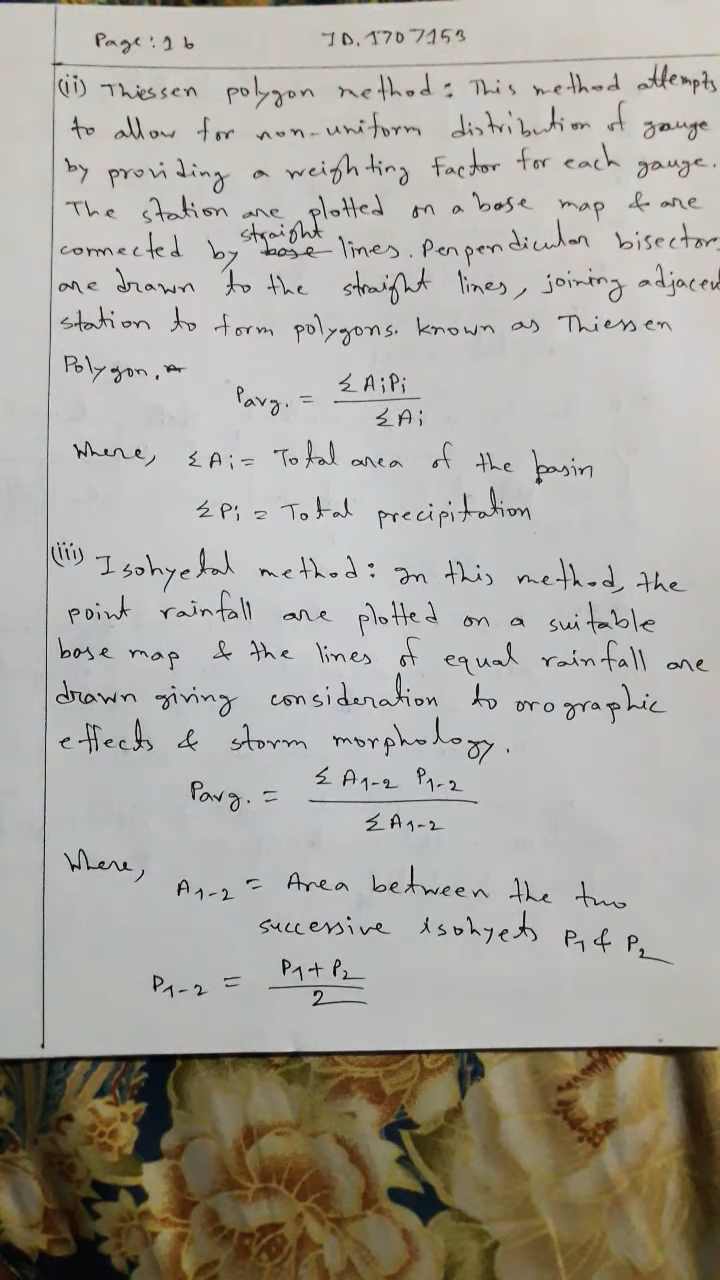 Page: 16 ID. 1707153
(ii) Thiessen polygon method: This method attempts
to allow for non-uniform distribution of gauge
by providing a weighting factor for each gauge.
The station are plotted on a base map & are
straight
connected by base lines. Perpendicular bisectors
are drawn to the straight lines, joining adjacent
station to form polygons. known as Thiessen
Polygon.
Pavg. = ΣAiPi / ΣAi
Where, ΣAi = Total area of the basin
ΣPi = Total precipitation
(iii) Isohyetal method: In this method, the
point rainfall are plotted on a suitable
base map & the lines of equal rainfall are
drawn giving consideration to orographic
effects & storm morphology.
Pavg. = ΣA1-2 P1-2 / ΣA1-2
Where,
A1-2 = Area between the two
successive isohyets P1 & P2
P1-2 = P1+P2 / 2